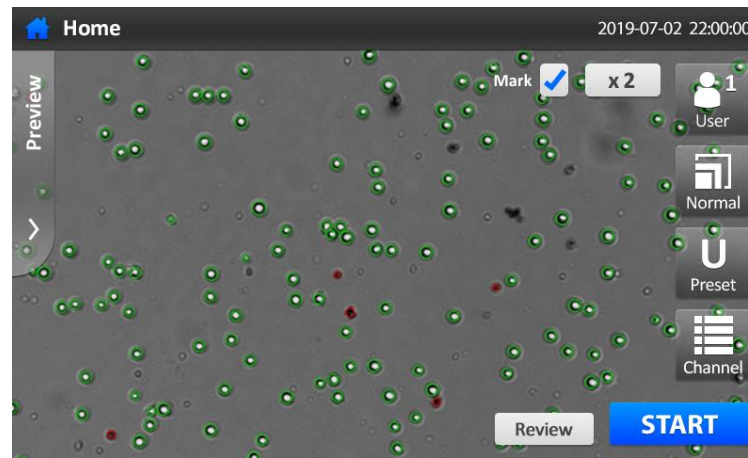 Home
2019-07-02 22:00:00
Preview
Mark
x 2
1
User
Normal
U
Preset
Channel
Review
START